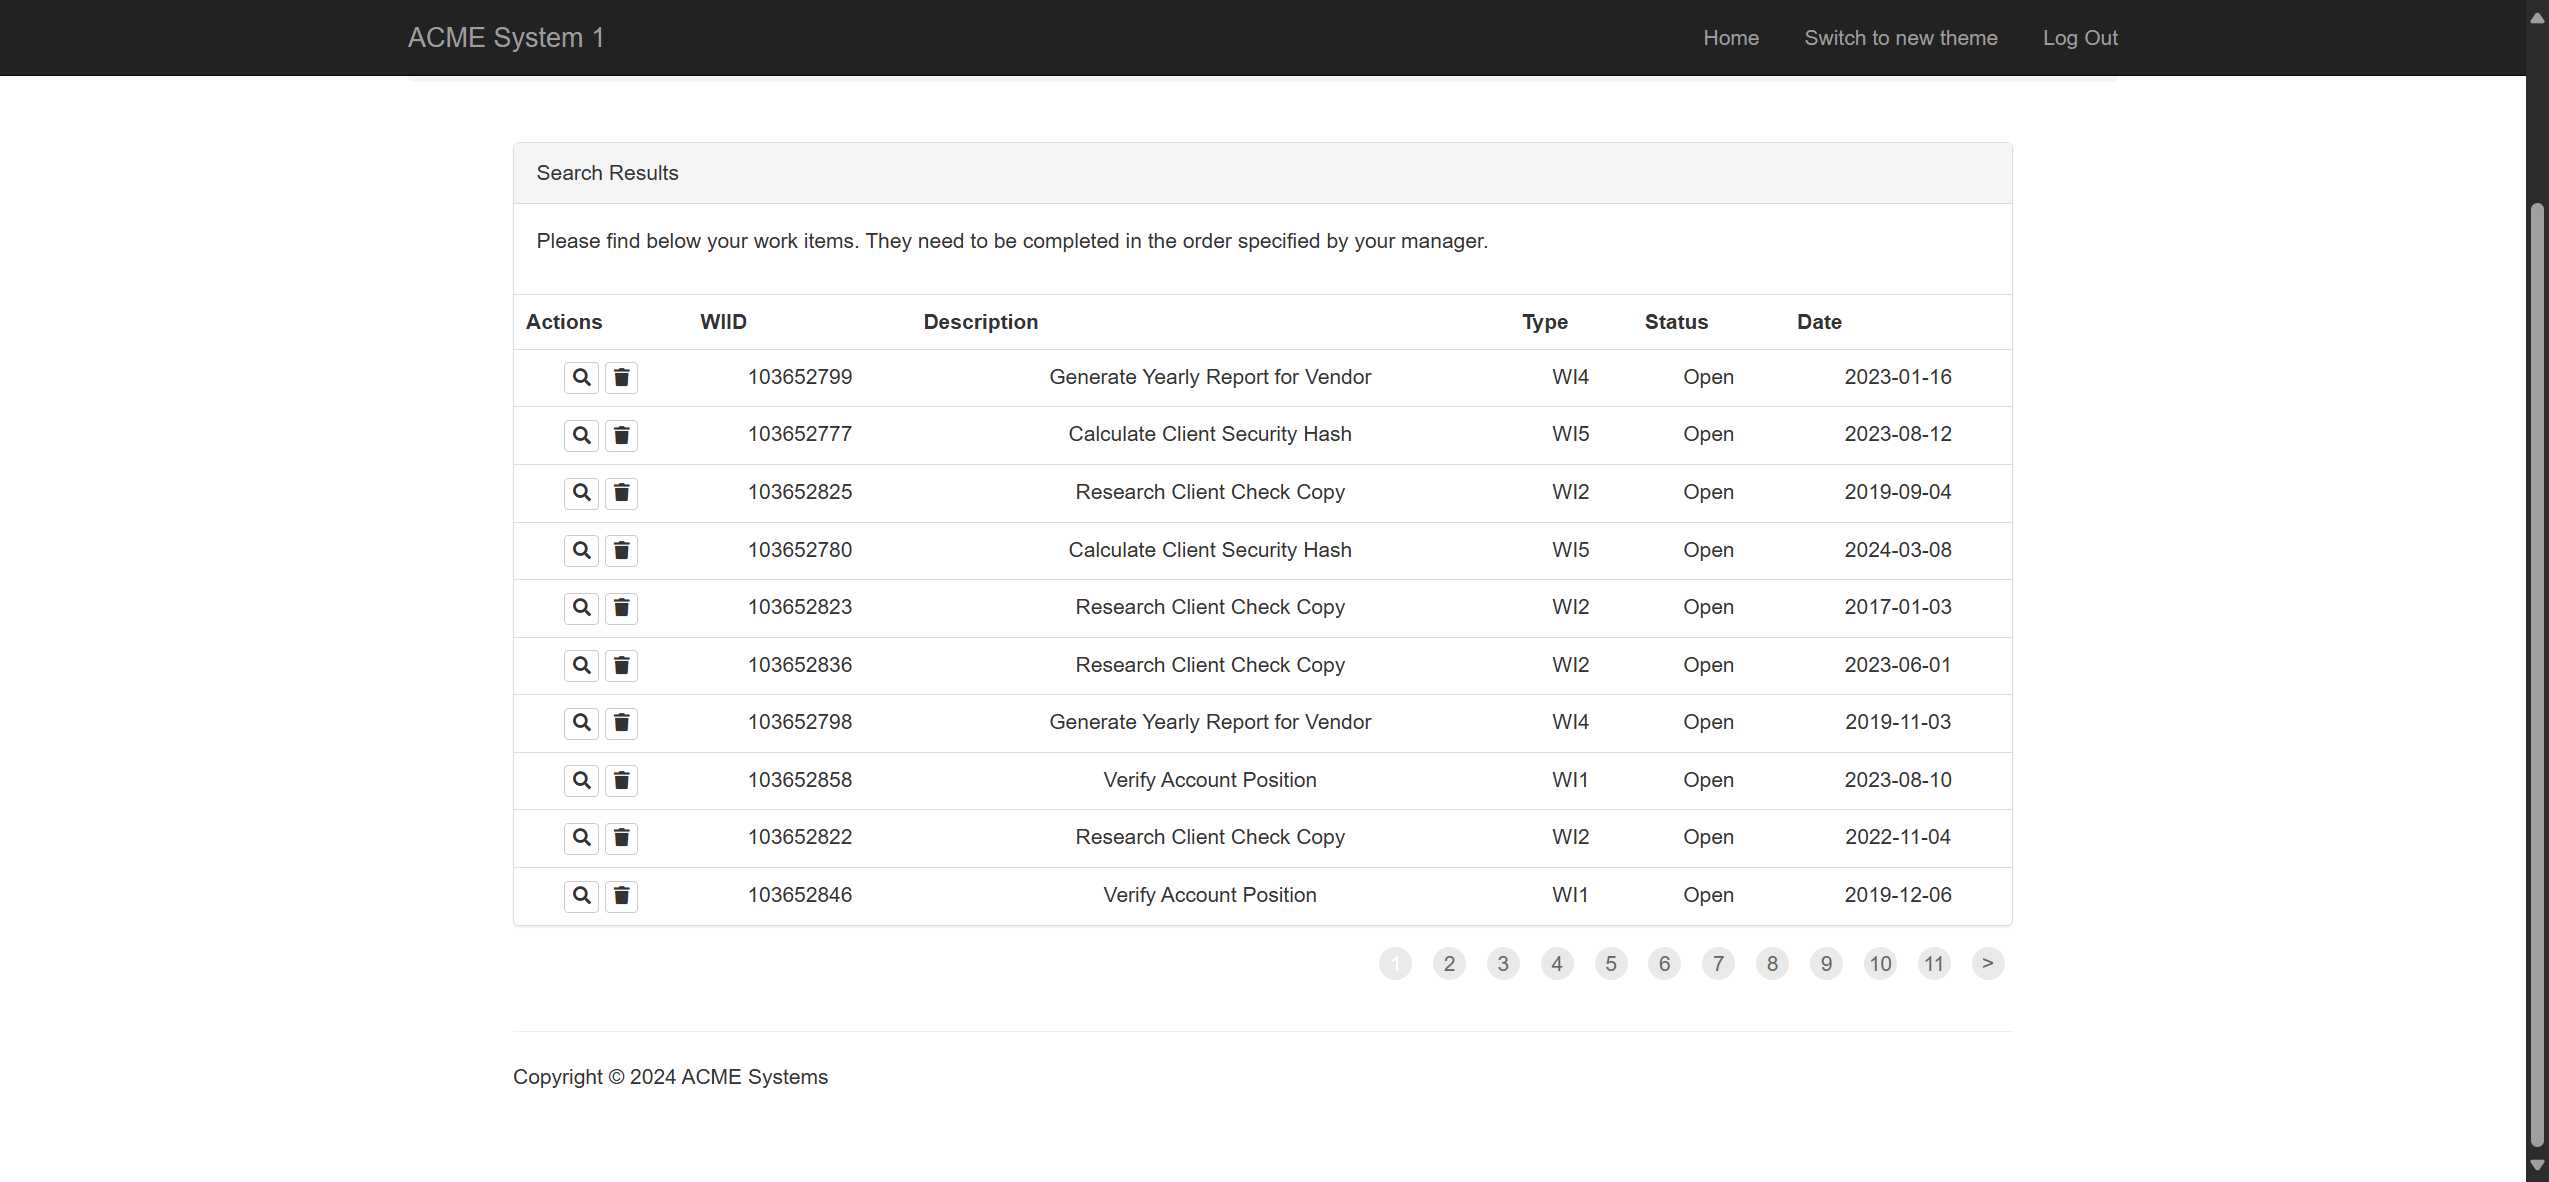 ACME System 1 Home Switch to new theme Log Out
Search Results
Please find below your work items. They need to be completed in the order specified by your manager.
Actions WIID Description Type Status Date
103652799 Generate Yearly Report for Vendor WI4 Open 2023-01-16
103652777 Calculate Client Security Hash WI5 Open 2023-08-12
103652825 Research Client Check Copy WI2 Open 2019-09-04
103652780 Calculate Client Security Hash WI5 Open 2024-03-08
103652823 Research Client Check Copy WI2 Open 2017-01-03
103652836 Research Client Check Copy WI2 Open 2023-06-01
103652798 Generate Yearly Report for Vendor WI4 Open 2019-11-03
103652858 Verify Account Position WI1 Open 2023-08-10
103652822 Research Client Check Copy WI2 Open 2022-11-04
103652846 Verify Account Position WI1 Open 2019-12-06
1 2 3 4 5 6 7 8 9 10 11 >
Copyright © 2024 ACME Systems